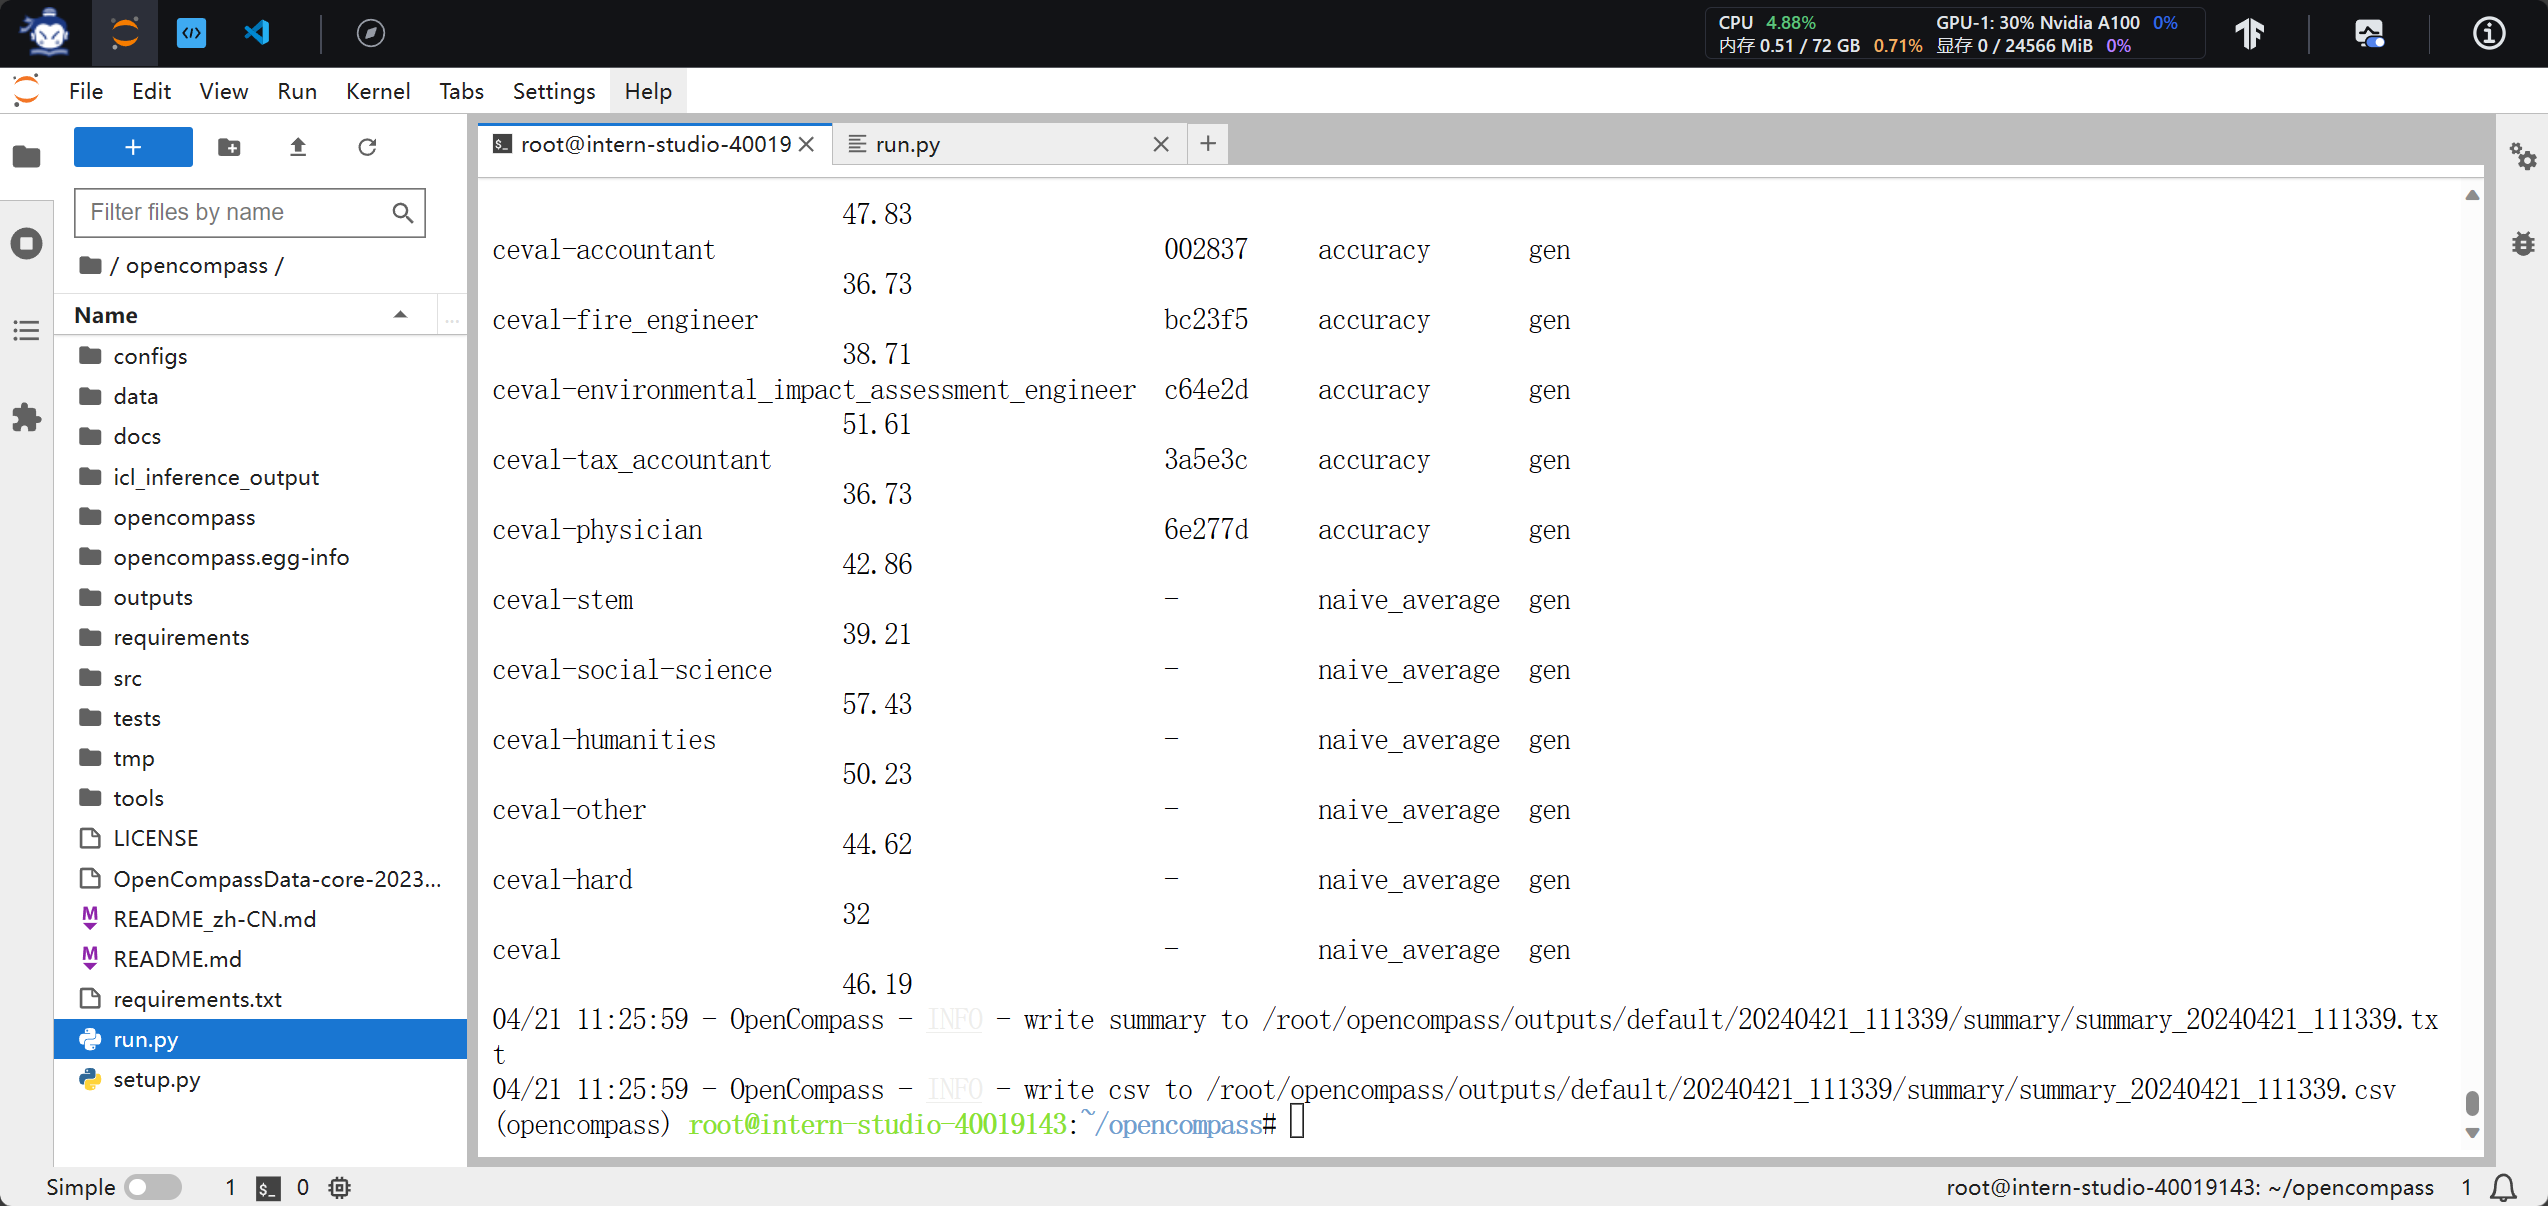 CPU 4.88% GPU-1: 30% Nvidia A100 0%
内存 0.51 / 72 GB 0.71% 显存 0 / 24566 MiB 0%
File Edit View Run Kernel Tabs Settings Help
root@intern-studio-40019
run.py
Filter files by name
/ opencompass /
Name
configs
data
docs
icl_inference_output
opencompass
opencompass.egg-info
outputs
requirements
src
tests
tmp
tools
LICENSE
OpenCompassData-core-2023...
README_zh-CN.md
README.md
requirements.txt
run.py
setup.py
47.83
ceval-accountant 002837 accuracy gen
36.73
ceval-fire_engineer bc23f5 accuracy gen
38.71
ceval-environmental_impact_assessment_engineer c64e2d accuracy gen
51.61
ceval-tax_accountant 3a5e3c accuracy gen
36.73
ceval-physician 6e277d accuracy gen
42.86
ceval-stem - naive_average gen
39.21
ceval-social-science - naive_average gen
57.43
ceval-humanities - naive_average gen
50.23
ceval-other - naive_average gen
44.62
ceval-hard - naive_average gen
32
ceval - naive_average gen
46.19
04/21 11:25:59 - OpenCompass - INFO - write summary to /root/opencompass/outputs/default/20240421_111339/summary/summary_20240421_111339.tx
t
04/21 11:25:59 - OpenCompass - INFO - write csv to /root/opencompass/outputs/default/20240421_111339/summary/summary_20240421_111339.csv
(opencompass) root@intern-studio-40019143:~/opencompass#
Simple 1 0
root@intern-studio-40019143: ~/opencompass 1